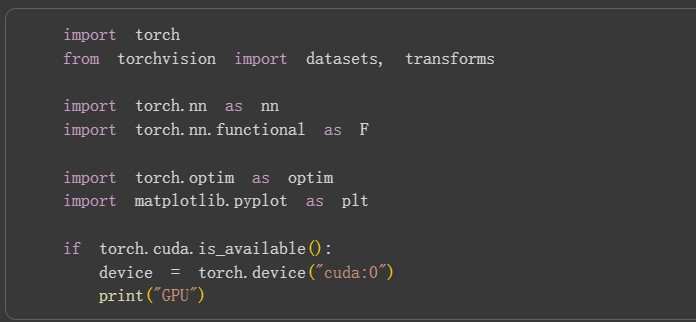 import torch
from torchvision import datasets, transforms
import torch.nn as nn
import torch.nn.functional as F
import torch.optim as optim
import matplotlib.pyplot as plt
if torch.cuda.is_available():
    device = torch.device("cuda:0")
    print("GPU")